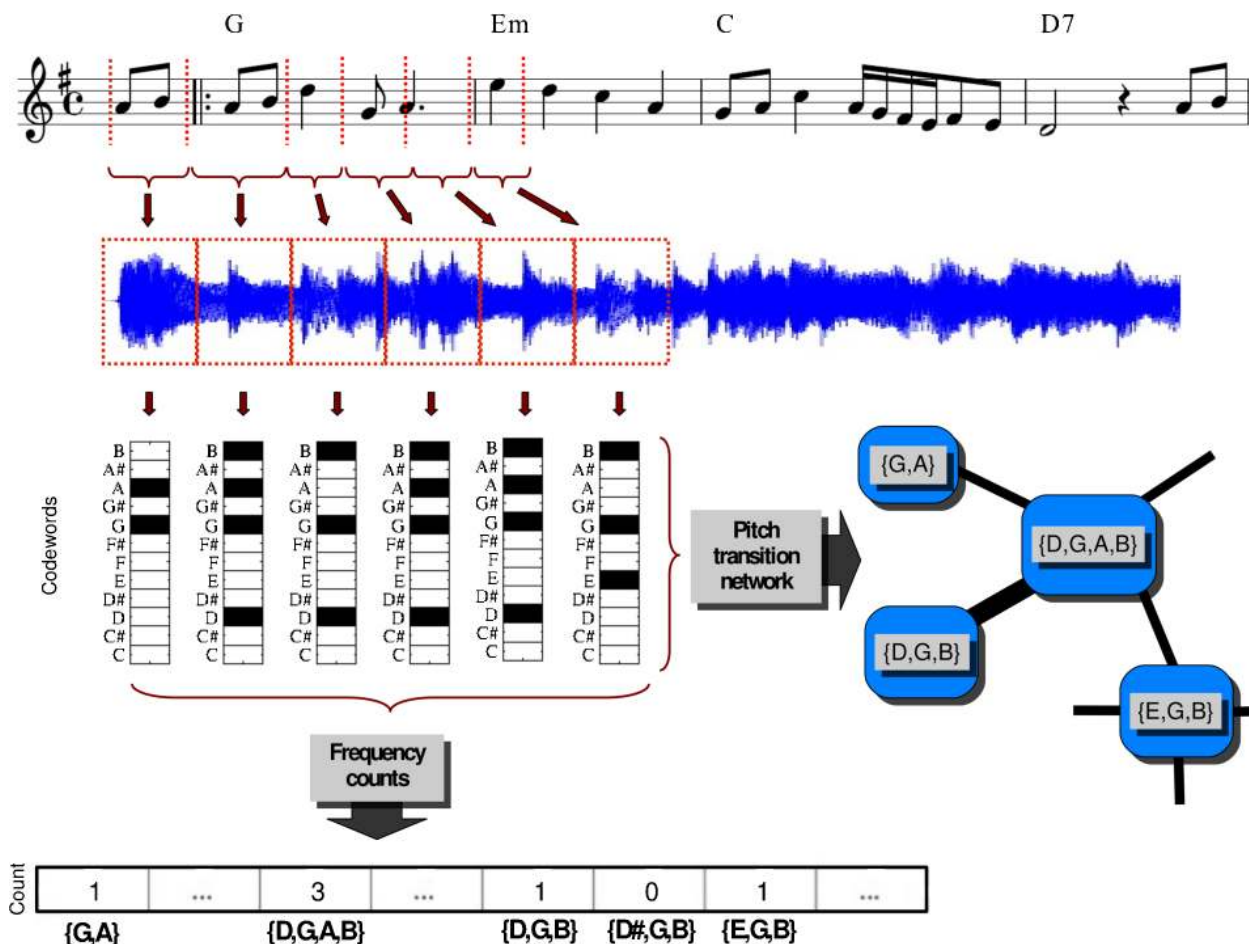 G Em C D7
B B B B B B
A# A# A# A# A# A#
A A A A A A
G# G# G# G# G# G#
G G G G G G
F# F# F# F# F# F#
F F F F F F
E E E E E E
D# D# D# D# D# D#
D D D D D D
C# C# C# C# C# C#
C C C C C C
Codewords
Pitch
transition
network
{G,A}
{D,G,A,B}
{D,G,B}
{E,G,B}
Frequency
counts
Count
1 ... 3 ... 1 0 1 ...
{G,A} {D,G,A,B} {D,G,B} {D#,G,B} {E,G,B}